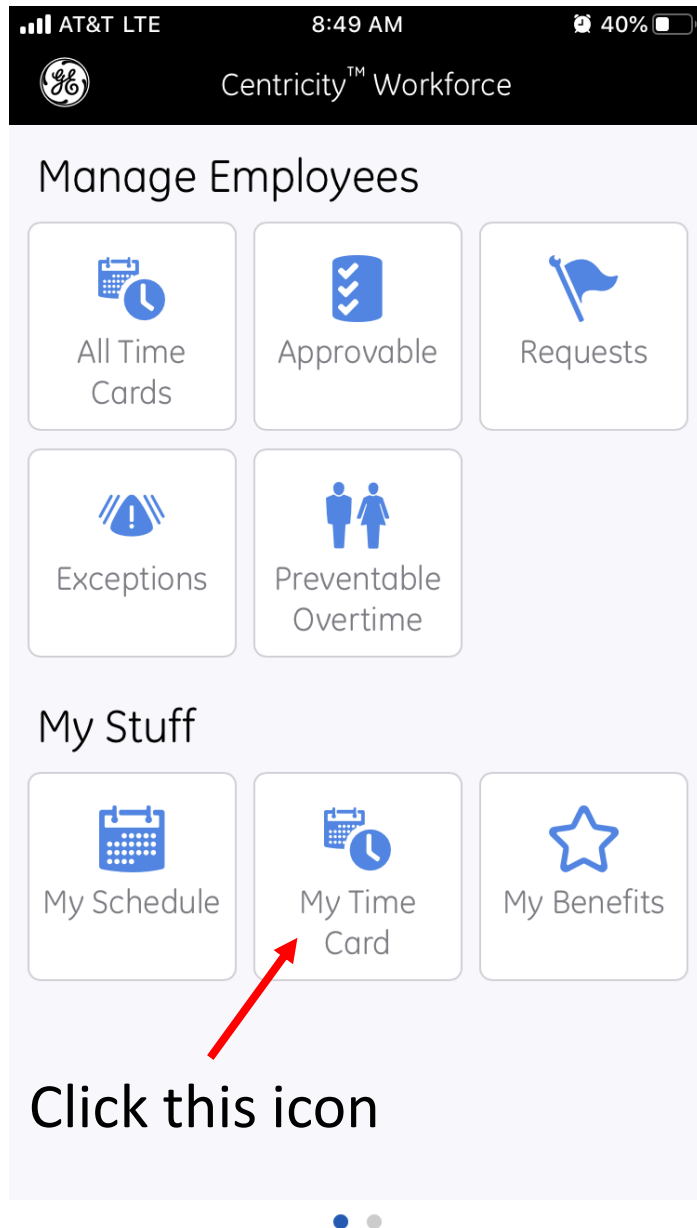 AT&T LTE 8:49 AM 40%
GE
Centricity™ Workforce
Manage Employees
All Time
Cards
Approvable
Requests
Exceptions
Preventable
Overtime
My Stuff
My Schedule
My Time
Card
My Benefits
Click this icon